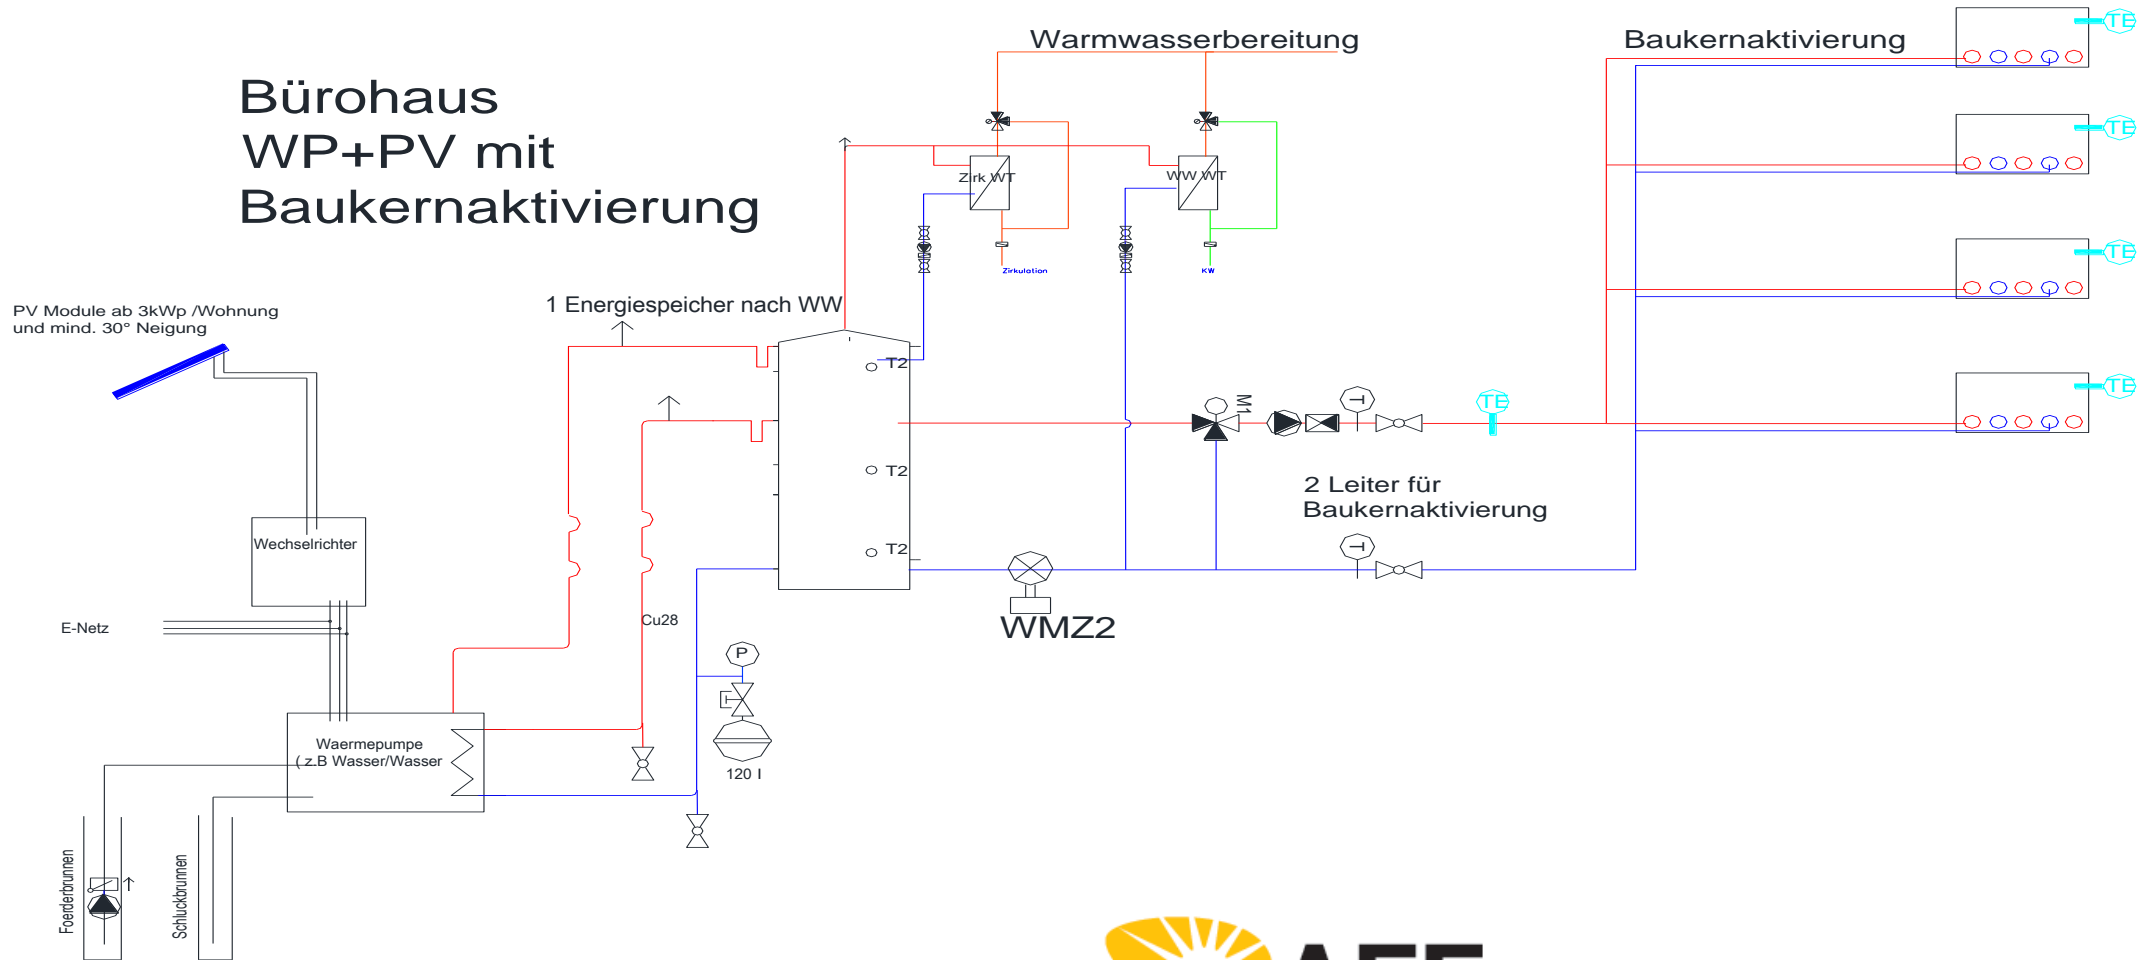 Warmwasserbereitung
Baukernaktivierung
TE
Bürohaus
WP+PV mit
Baukernaktivierung
TE
Zirk WT
WW WT
TE
Zirkulation
KW
PV Module ab 3kWp /Wohnung
und mind. 30° Neigung
1 Energiespeicher nach WW
T2
TE
M1
T
TE
T2
2 Leiter für
Baukernaktivierung
Wechselrichter
T2
T
E-Netz
Cu28
WMZ2
P
Waermepumpe
( z.B Wasser/Wasser
120 l
Foerderbrunnen
Schluckbrunnen